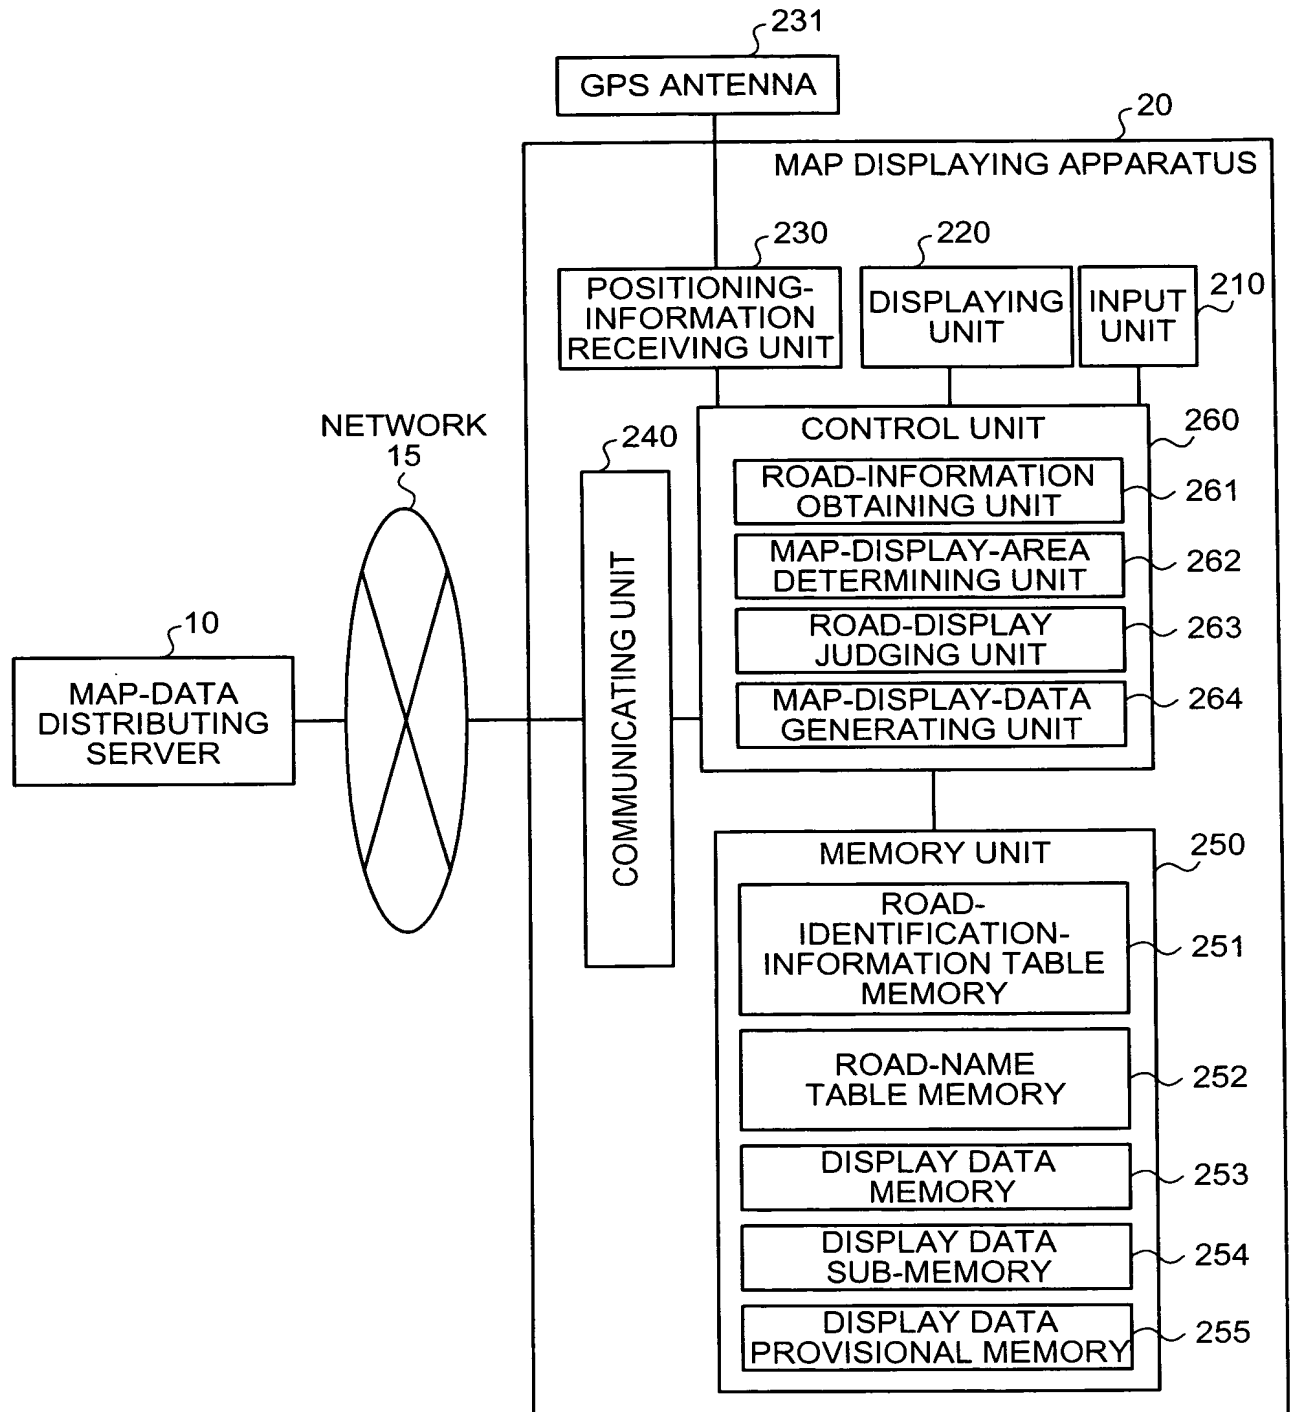 231
GPS ANTENNA
20
MAP DISPLAYING APPARATUS
230
220
210
POSITIONING-
INFORMATION
RECEIVING UNIT
DISPLAYING
UNIT
INPUT
UNIT
NETWORK
15
240
CONTROL UNIT
260
ROAD-INFORMATION
OBTAINING UNIT
261
MAP-DISPLAY-AREA
DETERMINING UNIT
262
ROAD-DISPLAY
JUDGING UNIT
263
MAP-DISPLAY-DATA
GENERATING UNIT
264
10
MAP-DATA
DISTRIBUTING
SERVER
COMMUNICATING UNIT
MEMORY UNIT
250
ROAD-
IDENTIFICATION-
INFORMATION TABLE
MEMORY
251
ROAD-NAME
TABLE MEMORY
252
DISPLAY DATA
MEMORY
253
DISPLAY DATA
SUB-MEMORY
254
DISPLAY DATA
PROVISIONAL MEMORY
255